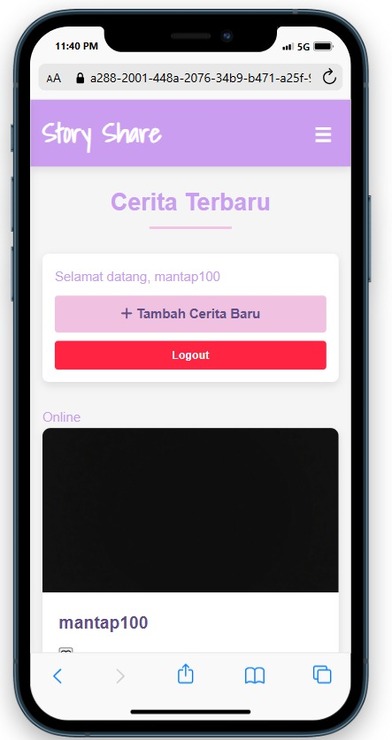 11:40 PM
5G
AA
a288-2001-448a-2076-34b9-b471-a25f-
Story Share
Cerita Terbaru
Selamat datang, mantap100
+ Tambah Cerita Baru
Logout
Online
mantap100